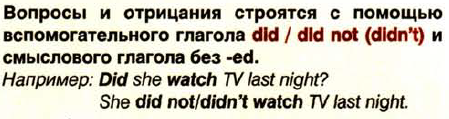 Вопросы и отрицания строятся с помощью
вспомогательного глагола did / did not (didn't) и
смыслового глагола без -ed.
Например: Did she watch TV last night?
She did not/didn't watch TV last night.